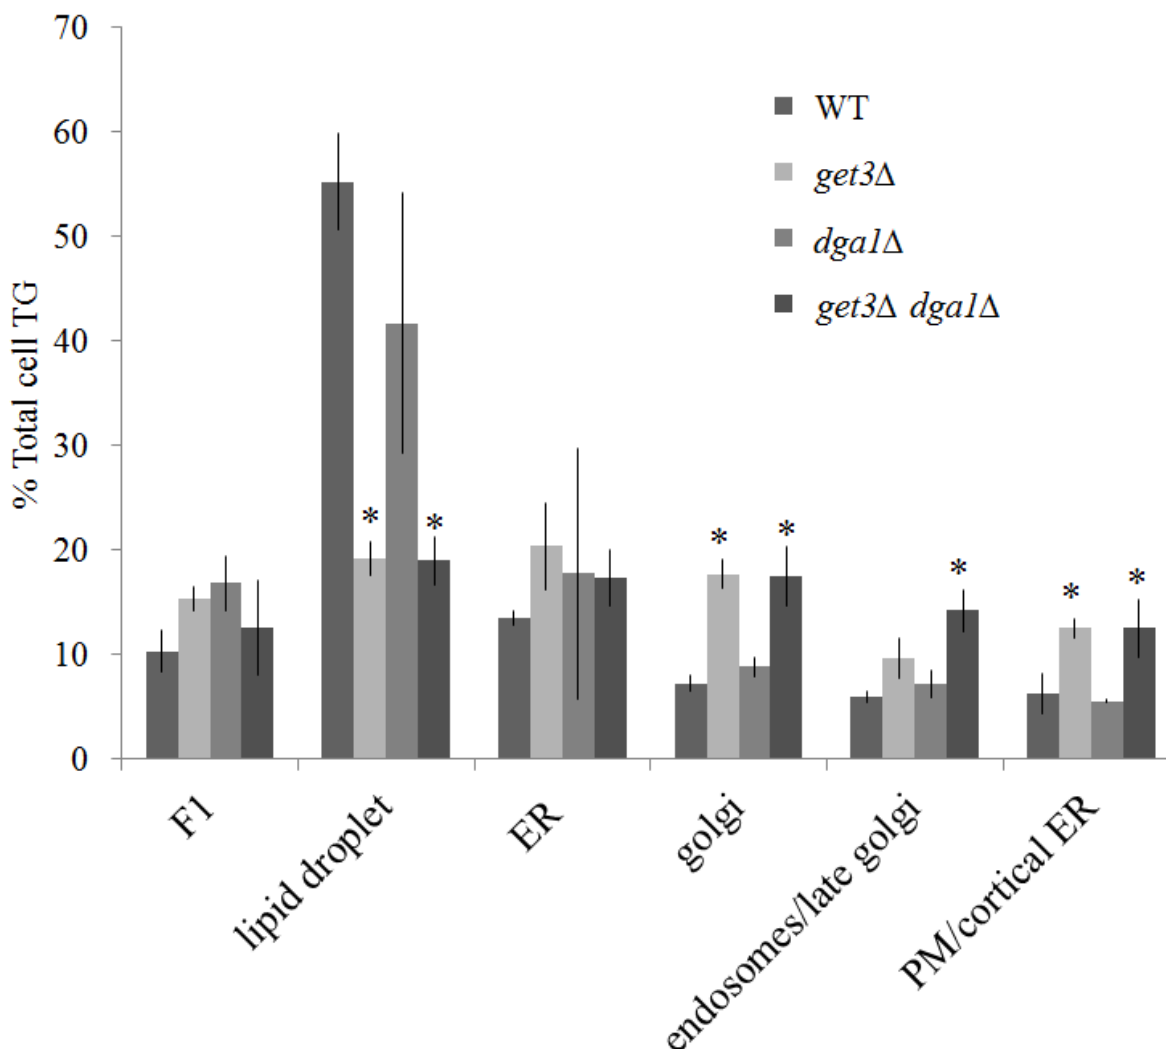 70
60
50
40
30
20
10
0
% Total cell TG
WT
get3Δ
dga1Δ
get3Δ dga1Δ
*
*
*
*
*
*
*
F1
lipid droplet
ER
golgi
endosomes/late golgi
PM/cortical ER